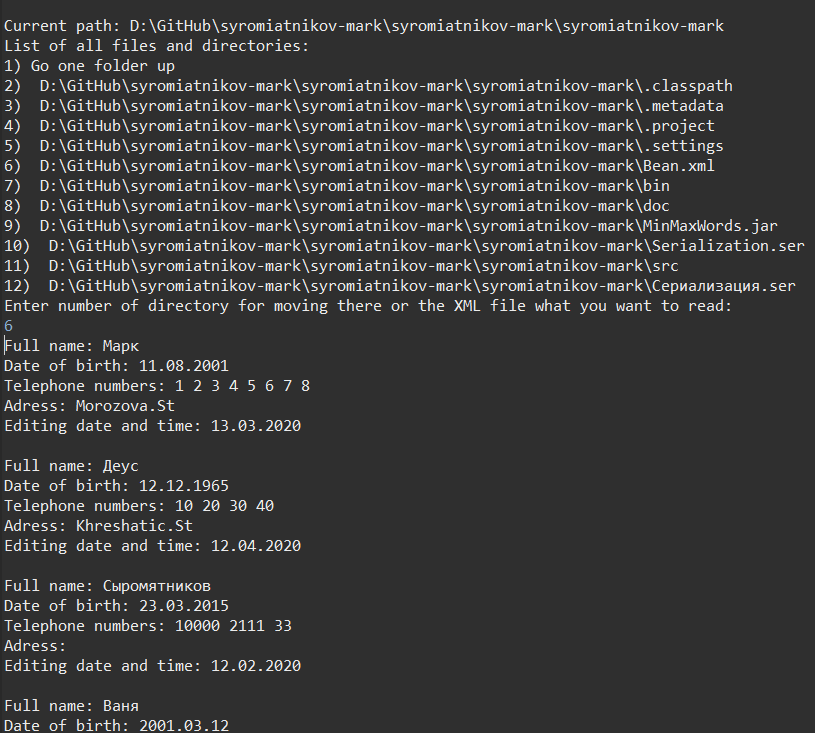 Current path: D:\GitHub\syromiatnikov-mark\syromiatnikov-mark\syromiatnikov-mark
List of all files and directories:
1) Go one folder up
2)  D:\GitHub\syromiatnikov-mark\syromiatnikov-mark\syromiatnikov-mark\.classpath
3)  D:\GitHub\syromiatnikov-mark\syromiatnikov-mark\syromiatnikov-mark\.metadata
4)  D:\GitHub\syromiatnikov-mark\syromiatnikov-mark\syromiatnikov-mark\.project
5)  D:\GitHub\syromiatnikov-mark\syromiatnikov-mark\syromiatnikov-mark\.settings
6)  D:\GitHub\syromiatnikov-mark\syromiatnikov-mark\syromiatnikov-mark\Bean.xml
7)  D:\GitHub\syromiatnikov-mark\syromiatnikov-mark\syromiatnikov-mark\bin
8)  D:\GitHub\syromiatnikov-mark\syromiatnikov-mark\syromiatnikov-mark\doc
9)  D:\GitHub\syromiatnikov-mark\syromiatnikov-mark\syromiatnikov-mark\MinMaxWords.jar
10)  D:\GitHub\syromiatnikov-mark\syromiatnikov-mark\syromiatnikov-mark\Serialization.ser
11)  D:\GitHub\syromiatnikov-mark\syromiatnikov-mark\syromiatnikov-mark\src
12)  D:\GitHub\syromiatnikov-mark\syromiatnikov-mark\syromiatnikov-mark\Сериализация.ser
Enter number of directory for moving there or the XML file what you want to read:
6
Full name: Марк
Date of birth: 11.08.2001
Telephone numbers: 1 2 3 4 5 6 7 8
Adress: Morozova.St
Editing date and time: 13.03.2020
Full name: Деус
Date of birth: 12.12.1965
Telephone numbers: 10 20 30 40
Adress: Khreshatic.St
Editing date and time: 12.04.2020
Full name: Сыромятников
Date of birth: 23.03.2015
Telephone numbers: 10000 2111 33
Adress:
Editing date and time: 12.02.2020
Full name: Ваня
Date of birth: 2001.03.12